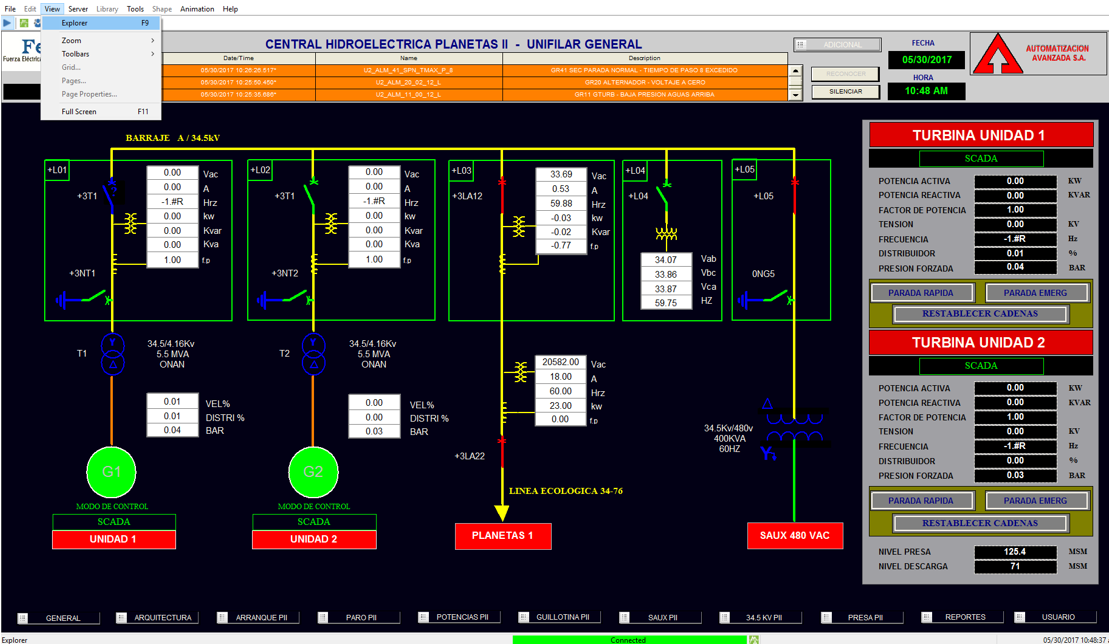 File Edit View Server Library Tools Shape Animation Help
Explorer F9
Zoom
Toolbars
Grid...
Pages...
Page Properties...
Full Screen F11
Fe
Fuerza Eléctric
CENTRAL HIDROELECTRICA PLANETAS II - UNIFILAR GENERAL
ADICIONAL
RECONOCER
SILENCIAR
FECHA
05/30/2017
HORA
10:48 AM
AUTOMATIZACION
AVANZADA S.A.
Date/Time Name Description
05/30/2017 10:26:26.517* U2_ALM_41_SPN_TMAX_P_8 GR41 SEC PARADA NORMAL - TIEMPO DE PASO 8 EXCEDIDO
05/30/2017 10:25:50.450* U2_ALM_20_02_12_L GR20 ALTERNADOR - VOLTAJE A CERO
05/30/2017 10:25:35.696* U2_ALM_11_00_12_L GR11 GTURB - BAJA PRESION AGUAS ARRIBA
BARRAJE A / 34.5kV
+L01
+3T1
0.00 Vac
0.00 A
-1.#R Hrz
0.00 kw
0.00 Kvar
0.00 Kva
1.00 f.p
+3NT1
+L02
+3T1
0.00 Vac
0.00 A
-1.#R Hrz
0.00 kw
0.00 Kvar
0.00 Kva
1.00 f.p
+3NT2
+L03
+3LA12
33.69 Vac
0.53 A
59.88 Hrz
-0.03 kw
-0.02 Kvar
-0.77 f.p
+L04
+L04
34.07 Vab
33.86 Vbc
33.87 Vca
59.75 HZ
+L05
+L05
0NG5
T1
34.5/4.16Kv
5.5 MVA
ONAN
0.01 VEL%
0.01 DISTRI %
0.04 BAR
G1
MODO DE CONTROL
SCADA
UNIDAD 1
T2
34.5/4.16Kv
5.5 MVA
ONAN
0.00 VEL%
0.00 DISTRI %
0.03 BAR
G2
MODO DE CONTROL
SCADA
UNIDAD 2
20582.00 Vac
18.00 A
60.00 Hrz
23.00 kw
0.00 f.p
+3LA22
LINEA ECOLOGICA 34-76
PLANETAS 1
34.5Kv/480v
400KVA
60HZ
SAUX 480 VAC
TURBINA UNIDAD 1
SCADA
POTENCIA ACTIVA 0.00 KW
POTENCIA REACTIVA 0.00 KVAR
FACTOR DE POTENCIA 1.00
TENSION 0.00 KV
FRECUENCIA -1.#R Hz
DISTRIBUIDOR 0.01 %
PRESION FORZADA 0.04 BAR
PARADA RAPIDA PARADA EMERG
RESTABLECER CADENAS
TURBINA UNIDAD 2
SCADA
POTENCIA ACTIVA 0.00 KW
POTENCIA REACTIVA 0.00 KVAR
FACTOR DE POTENCIA 1.00
TENSION 0.00 KV
FRECUENCIA -1.#R Hz
DISTRIBUIDOR 0.00 %
PRESION FORZADA 0.03 BAR
PARADA RAPIDA PARADA EMERG
RESTABLECER CADENAS
NIVEL PRESA 125.4 MSM
NIVEL DESCARGA 71 MSM
GENERAL ARQUITECTURA ARRANQUE PII PARO PII POTENCIAS PII GUILLOTINA PII SAUX PII 34.5 KV PII PRESA PII REPORTES USUARIO
Explorer Connected 05/30/2017 10:48:37